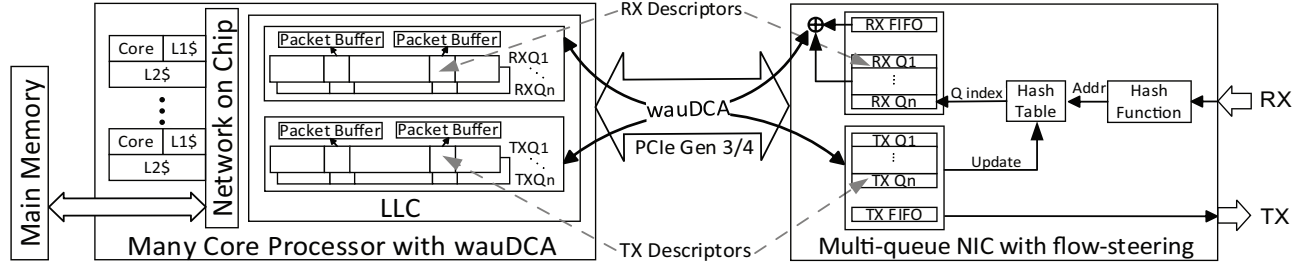 Main Memory
Core L1$
L2$
Core L1$
L2$
Network on Chip
Packet Buffer Packet Buffer
RXQ1
RXQn
Packet Buffer Packet Buffer
TXQ1
TXQn
LLC
Many Core Processor with wauDCA
RX Descriptors
wauDCA
PCIe Gen 3/4
TX Descriptors
RX FIFO
RX Q1
RX Qn
Q index
Hash
Table
Addr
Hash
Function
RX
TX Q1
TX Qn
Update
TX FIFO
TX
Multi-queue NIC with flow-steering